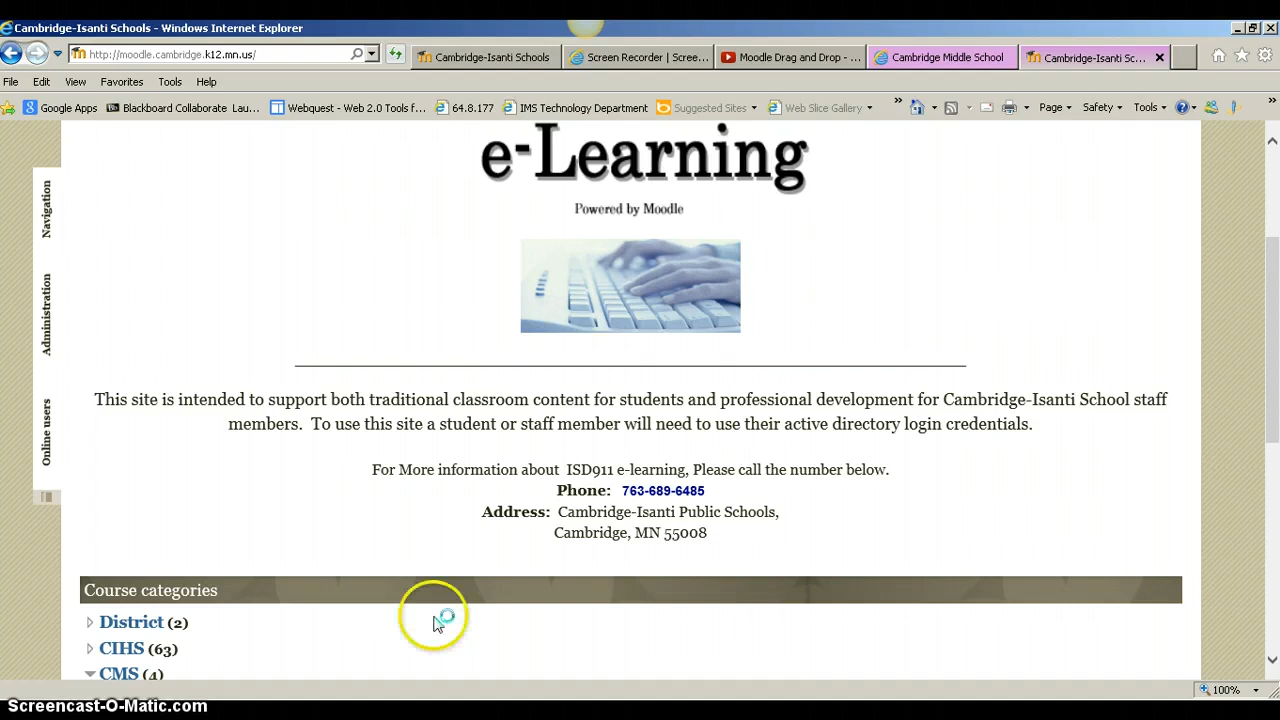 Cambridge-Isanti Schools - Windows Internet Explorer
http://moodle.cambridge.k12.mn.us/
Cambridge-Isanti Schools
Screen Recorder | Scree...
Moodle Drag and Drop - ...
Cambridge Middle School
Cambridge-Isanti Sc...
File Edit View Favorites Tools Help
Google Apps
Blackboard Collaborate Lau...
Webquest - Web 2.0 Tools f...
64.8.177
IMS Technology Department
Suggested Sites
Web Slice Gallery
Page
Safety
Tools
e-Learning
Powered by Moodle
Navigation
Administration
Online users
This site is intended to support both traditional classroom content for students and professional development for Cambridge-Isanti School staff
members. To use this site a student or staff member will need to use their active directory login credentials.
For More information about ISD911 e-learning, Please call the number below.
Phone: 763-689-6485
Address: Cambridge-Isanti Public Schools,
Cambridge, MN 55008
Course categories
District (2)
CIHS (63)
CMS (4)
100%
Screencast-O-Matic.com